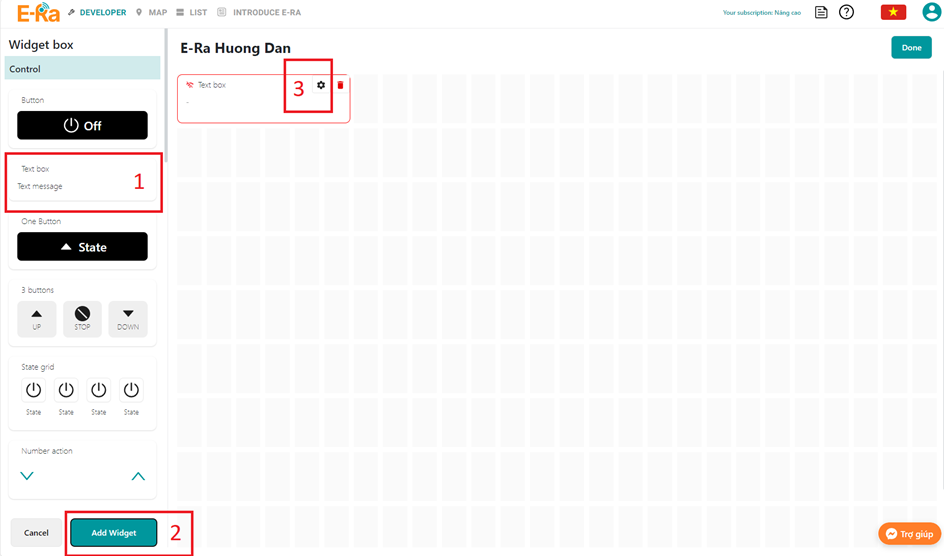 E-Ra DEVELOPER MAP LIST INTRODUCE E-RA Your subscription: Nâng cao
Widget box
Control
Button
Off
Text box
Text message
1
One Button
State
3 buttons
UP STOP DOWN
State grid
State State State State
Number action
Cancel Add Widget 2
E-Ra Huong Dan Done
Text box 3
-
Trợ giúp